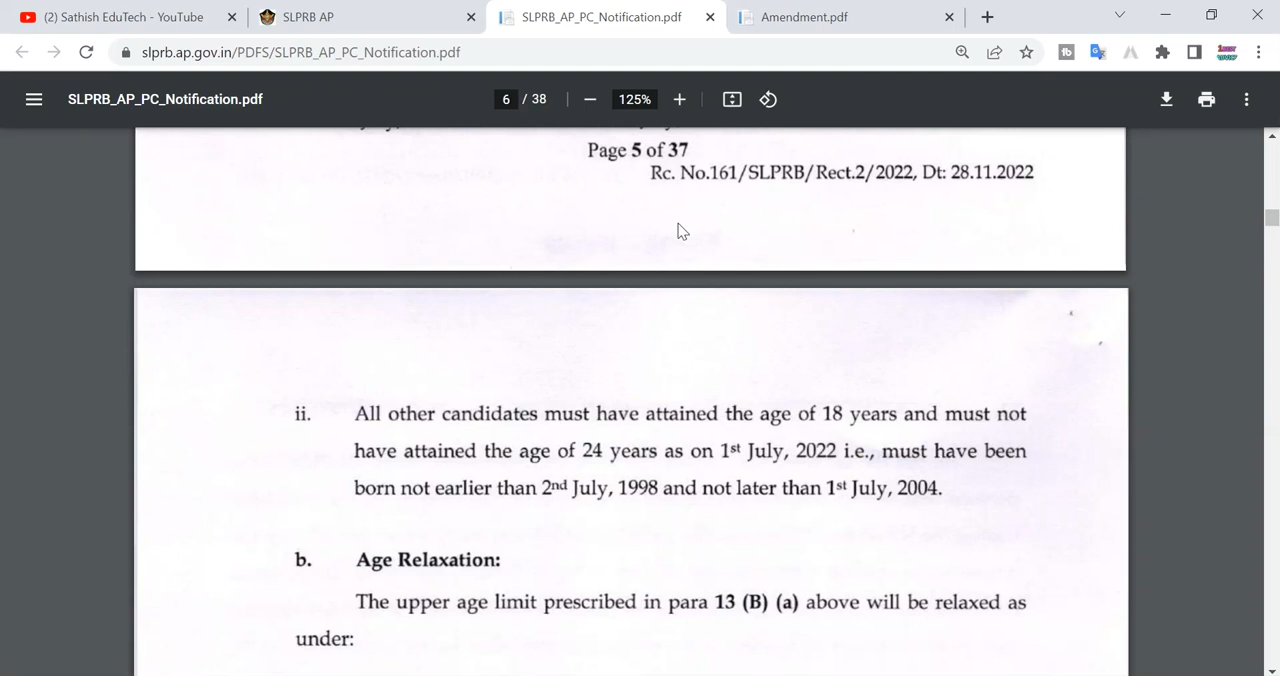 (2) Sathish EduTech - YouTube
SLPRB AP
SLPRB_AP_PC_Notification.pdf
Amendment.pdf
slprb.ap.gov.in/PDFS/SLPRB_AP_PC_Notification.pdf
SLPRB_AP_PC_Notification.pdf
6 / 38
125%
Page 5 of 37
Rc. No.161/SLPRB/Rect.2/2022, Dt: 28.11.2022
ii. All other candidates must have attained the age of 18 years and must not
have attained the age of 24 years as on 1st July, 2022 i.e., must have been
born not earlier than 2nd July, 1998 and not later than 1st July, 2004.
b. Age Relaxation:
The upper age limit prescribed in para 13 (B) (a) above will be relaxed as
under: